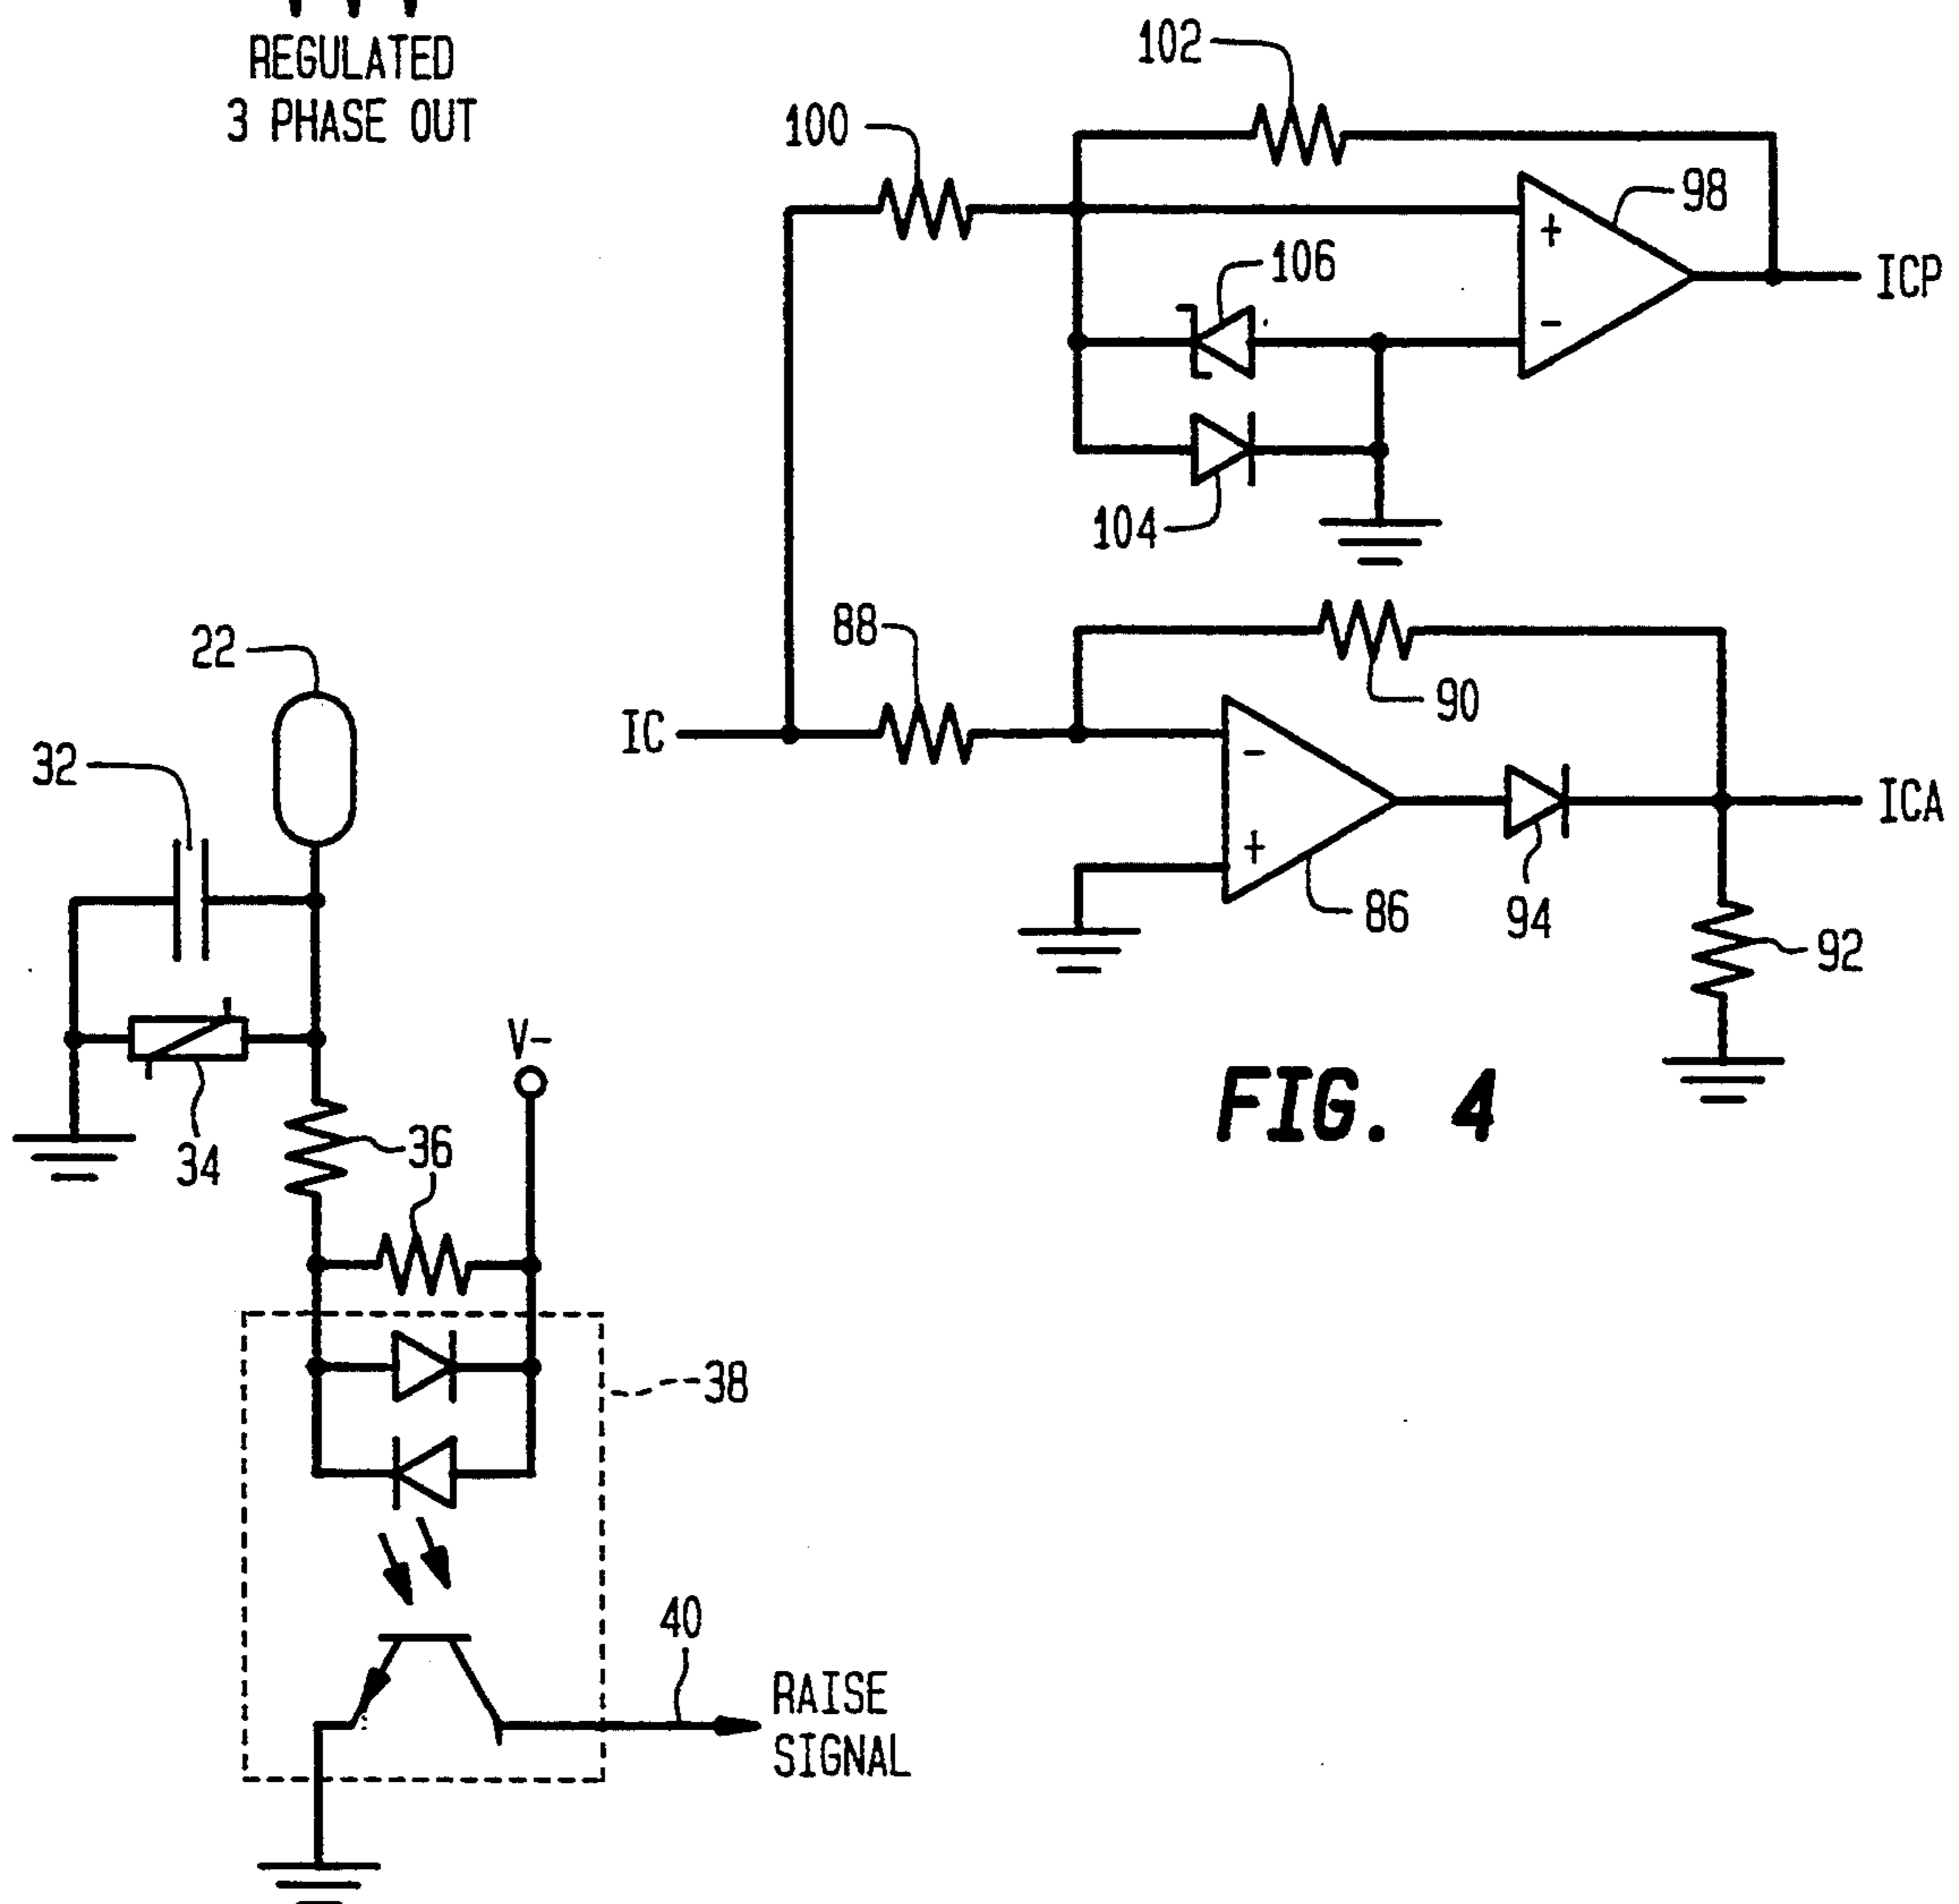 REGULATED
3 PHASE OUT
102
100
98
+
106
ICP
-
104
88
22
90
IC
32
-
ICA
+
86
94
92
V-
FIG. 4
36
34
38
40
RAISE
SIGNAL